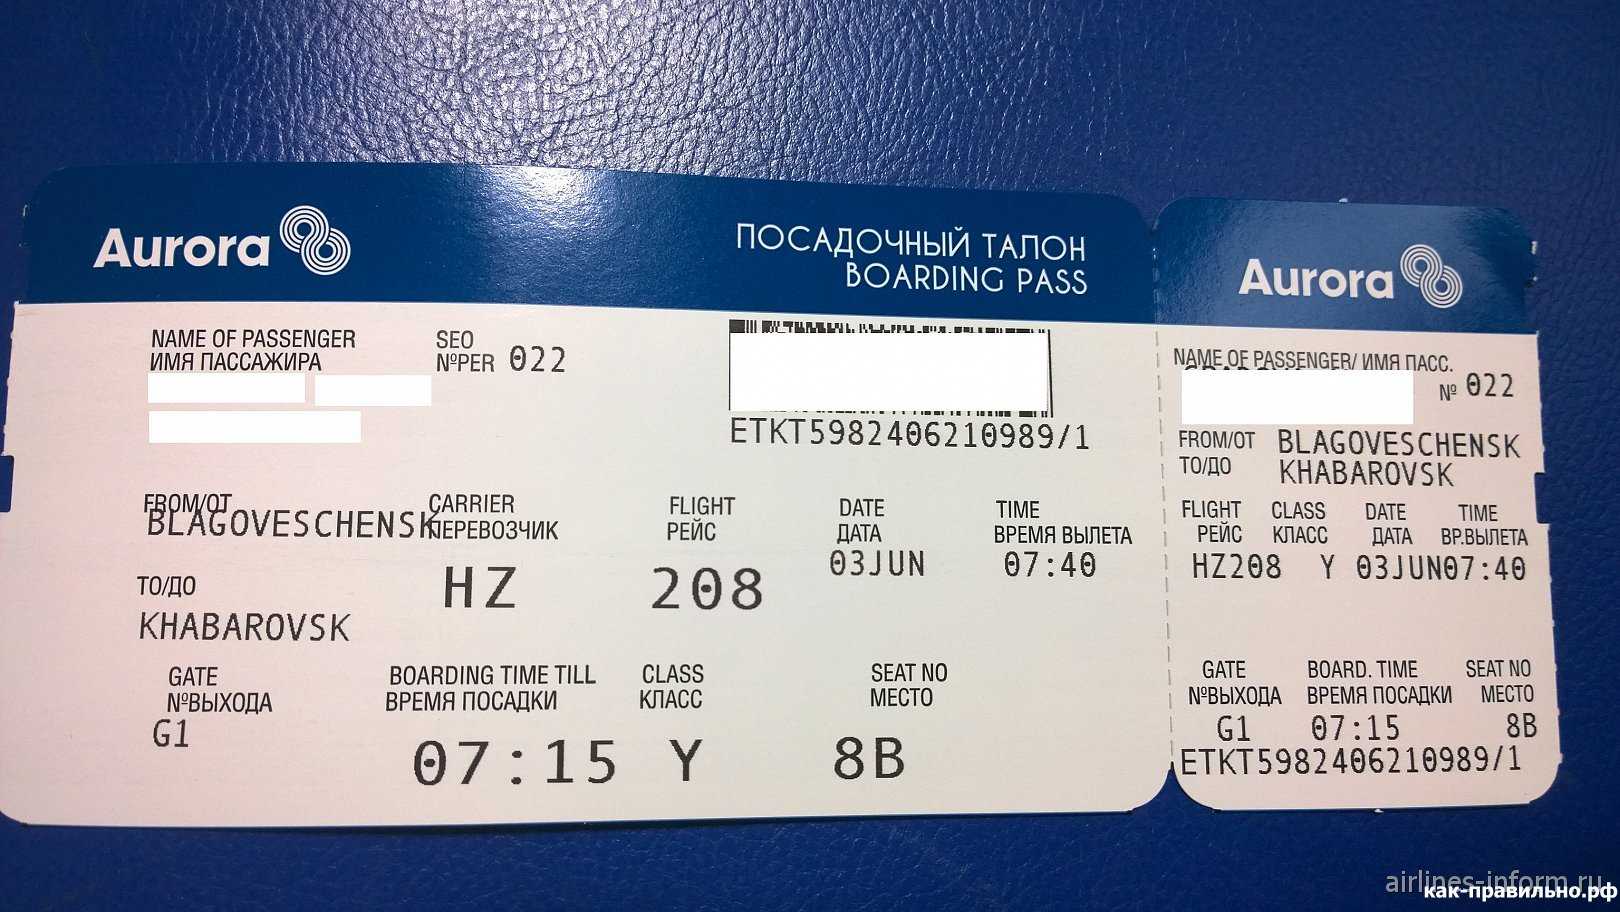 Aurora
ПОСАДОЧНЫЙ ТАЛОН
BOARDING PASS
NAME OF PASSENGER
ИМЯ ПАССАЖИРА
SEO
№PER 022
ETKT5982406210989/1
FROM/ОТ
BLAGOVESCHENSK
CARRIER
ПЕРЕВОЗЧИК
HZ
FLIGHT
РЕЙС
208
DATE
ДАТА
03JUN
TIME
ВРЕМЯ ВЫЛЕТА
07:40
TO/ДО
KHABAROVSK
GATE
№ВЫХОДА
G1
BOARDING TIME TILL
ВРЕМЯ ПОСАДКИ
07:15
CLASS
КЛАСС
Y
SEAT NO
МЕСТО
8B
Aurora
NAME OF PASSENGER/ ИМЯ ПАСС.
№ 022
FROM/ОТ BLAGOVESCHENSK
TO/ДО KHABAROVSK
FLIGHT CLASS DATE TIME
РЕЙС КЛАСС ДАТА ВР.ВЫЛЕТА
HZ208 Y 03JUN07:40
GATE BOARD. TIME SEAT NO
№ВЫХОДА ВРЕМЯ ПОСАДКИ МЕСТО
G1 07:15 8B
ETKT5982406210989/1
airlines-inform.ru
как-правильно.рф